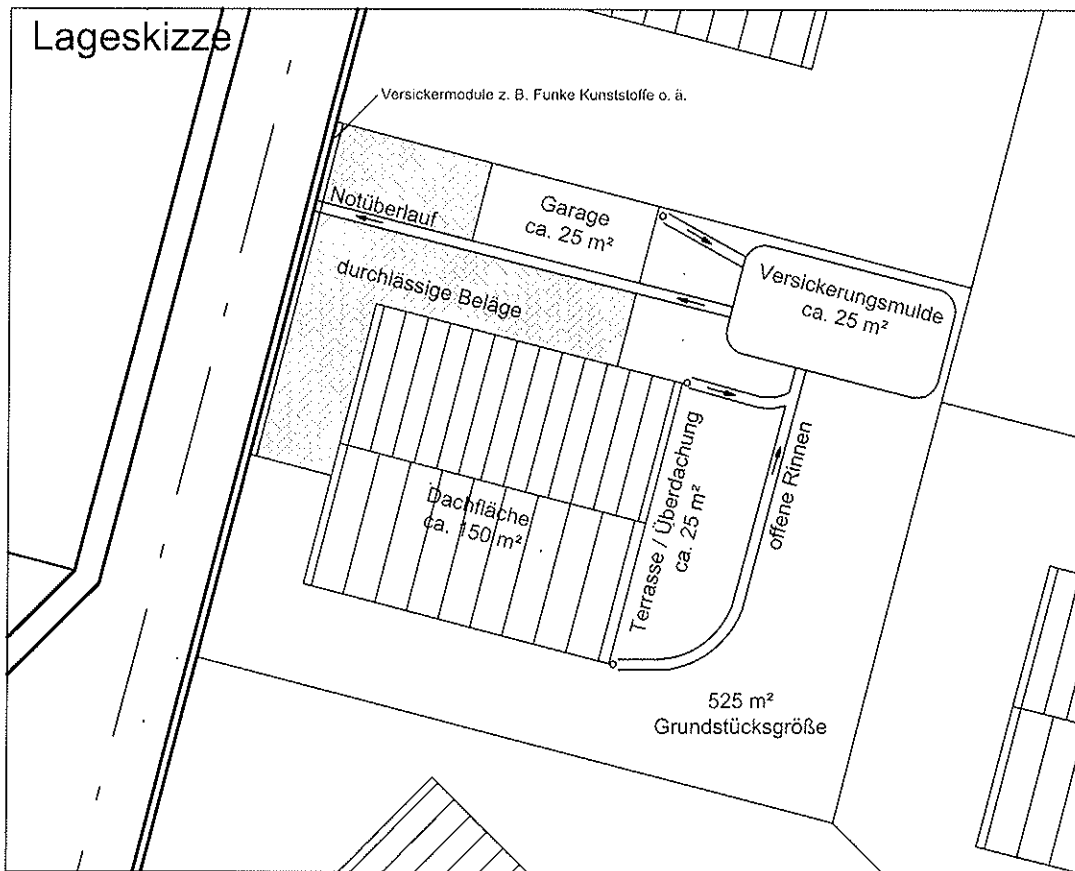 Lageskizze
Versickermodule z. B. Funke Kunststoffe o. ä.
Notüberlauf
Garage
ca. 25 m²
Versickerungsmulde
ca. 25 m²
durchlässige Beläge
Dachfläche
ca. 150 m²
Terrasse / Überdachung
ca. 25 m²
offene Rinnen
525 m²
Grundstücksgröße